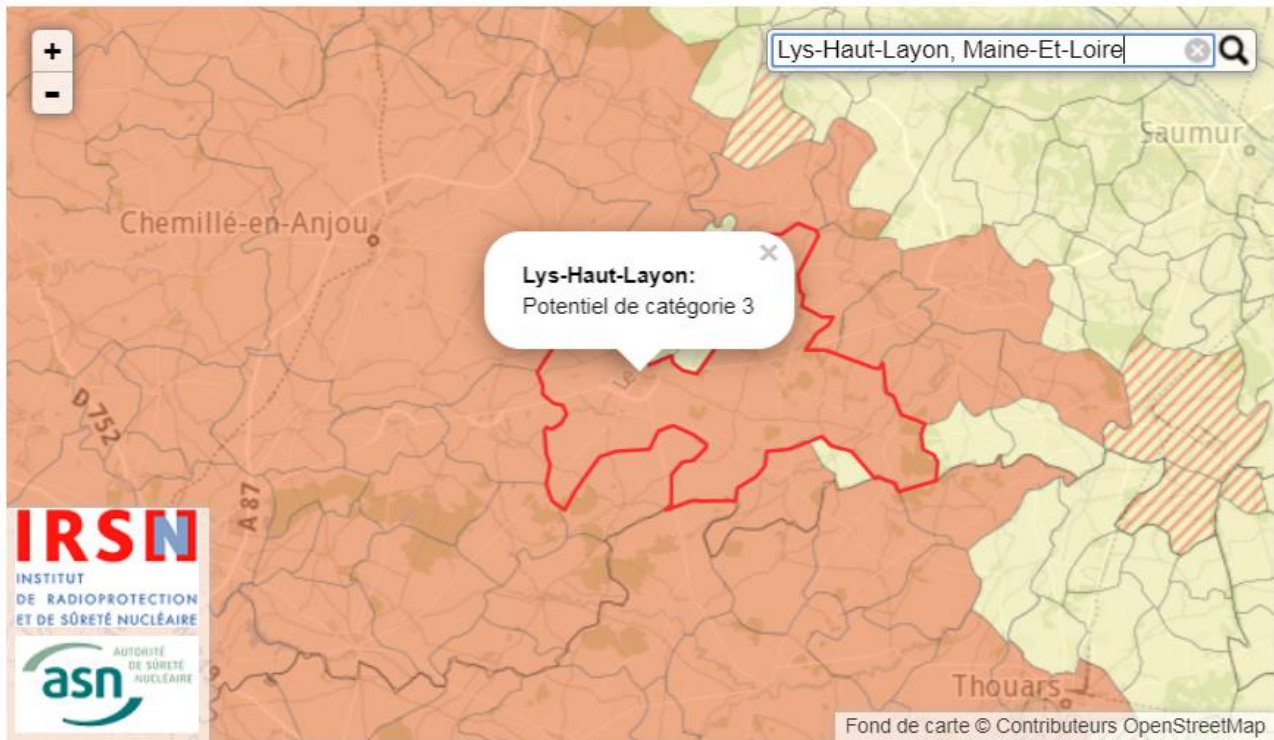 +
-
Lys-Haut-Layon, Maine-Et-Loire
Saumur
Chemillé-en-Anjou
Lys-Haut-Layon:
Potentiel de catégorie 3
D 752
A 87
IRSN
INSTITUT
DE RADIOPROTECTION
ET DE SÛRETÉ NUCLÉAIRE
AUTORITÉ
DE SÛRETÉ
NUCLÉAIRE
asn
Thouars
Fond de carte © Contributeurs OpenStreetMap